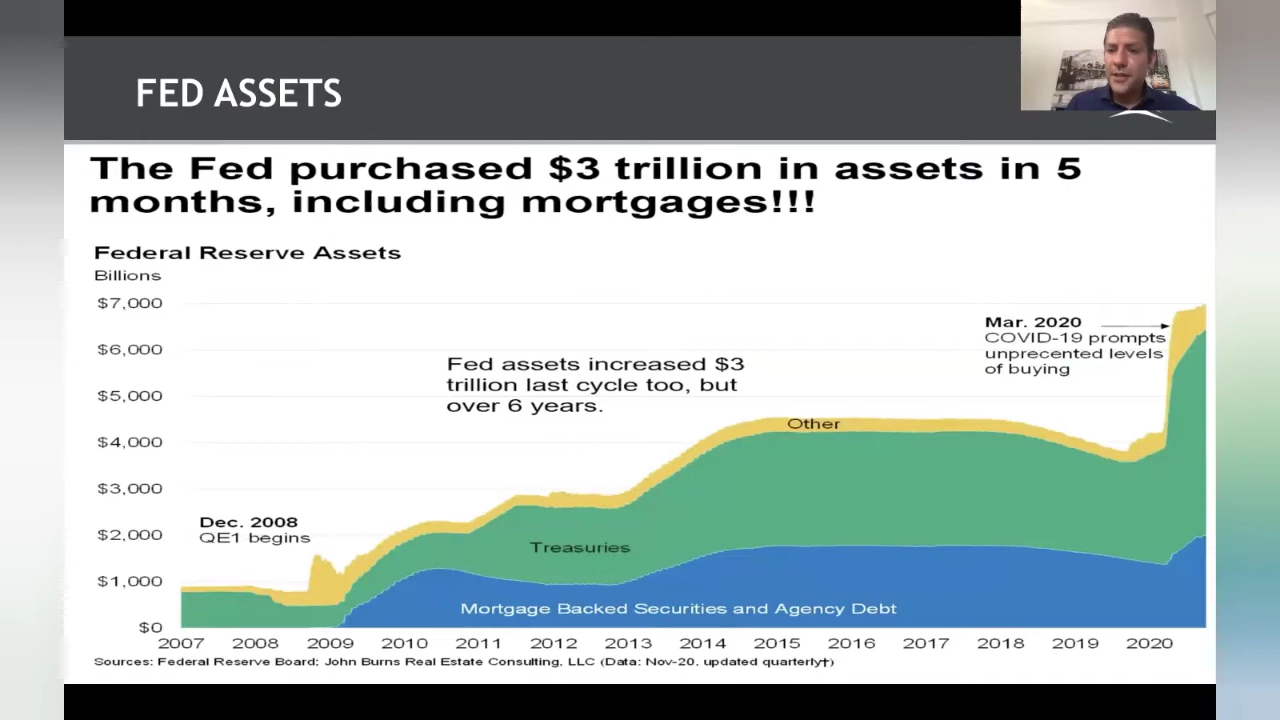 FED ASSETS
The Fed purchased $3 trillion in assets in 5
months, including mortgages!!!
Federal Reserve Assets
Billions
$7,000
$6,000
$5,000
$4,000
$3,000
$2,000
$1,000
$0
Mar. 2020
COVID-19 prompts
unprecented levels
of buying
Fed assets increased $3
trillion last cycle too, but
over 6 years.
Other
Dec. 2008
QE1 begins
Treasuries
Mortgage Backed Securities and Agency Debt
2007 2008 2009 2010 2011 2012 2013 2014 2015 2016 2017 2018 2019 2020
Sources: Federal Reserve Board; John Burns Real Estate Consulting, LLC (Data: Nov-20, updated quarterly†)